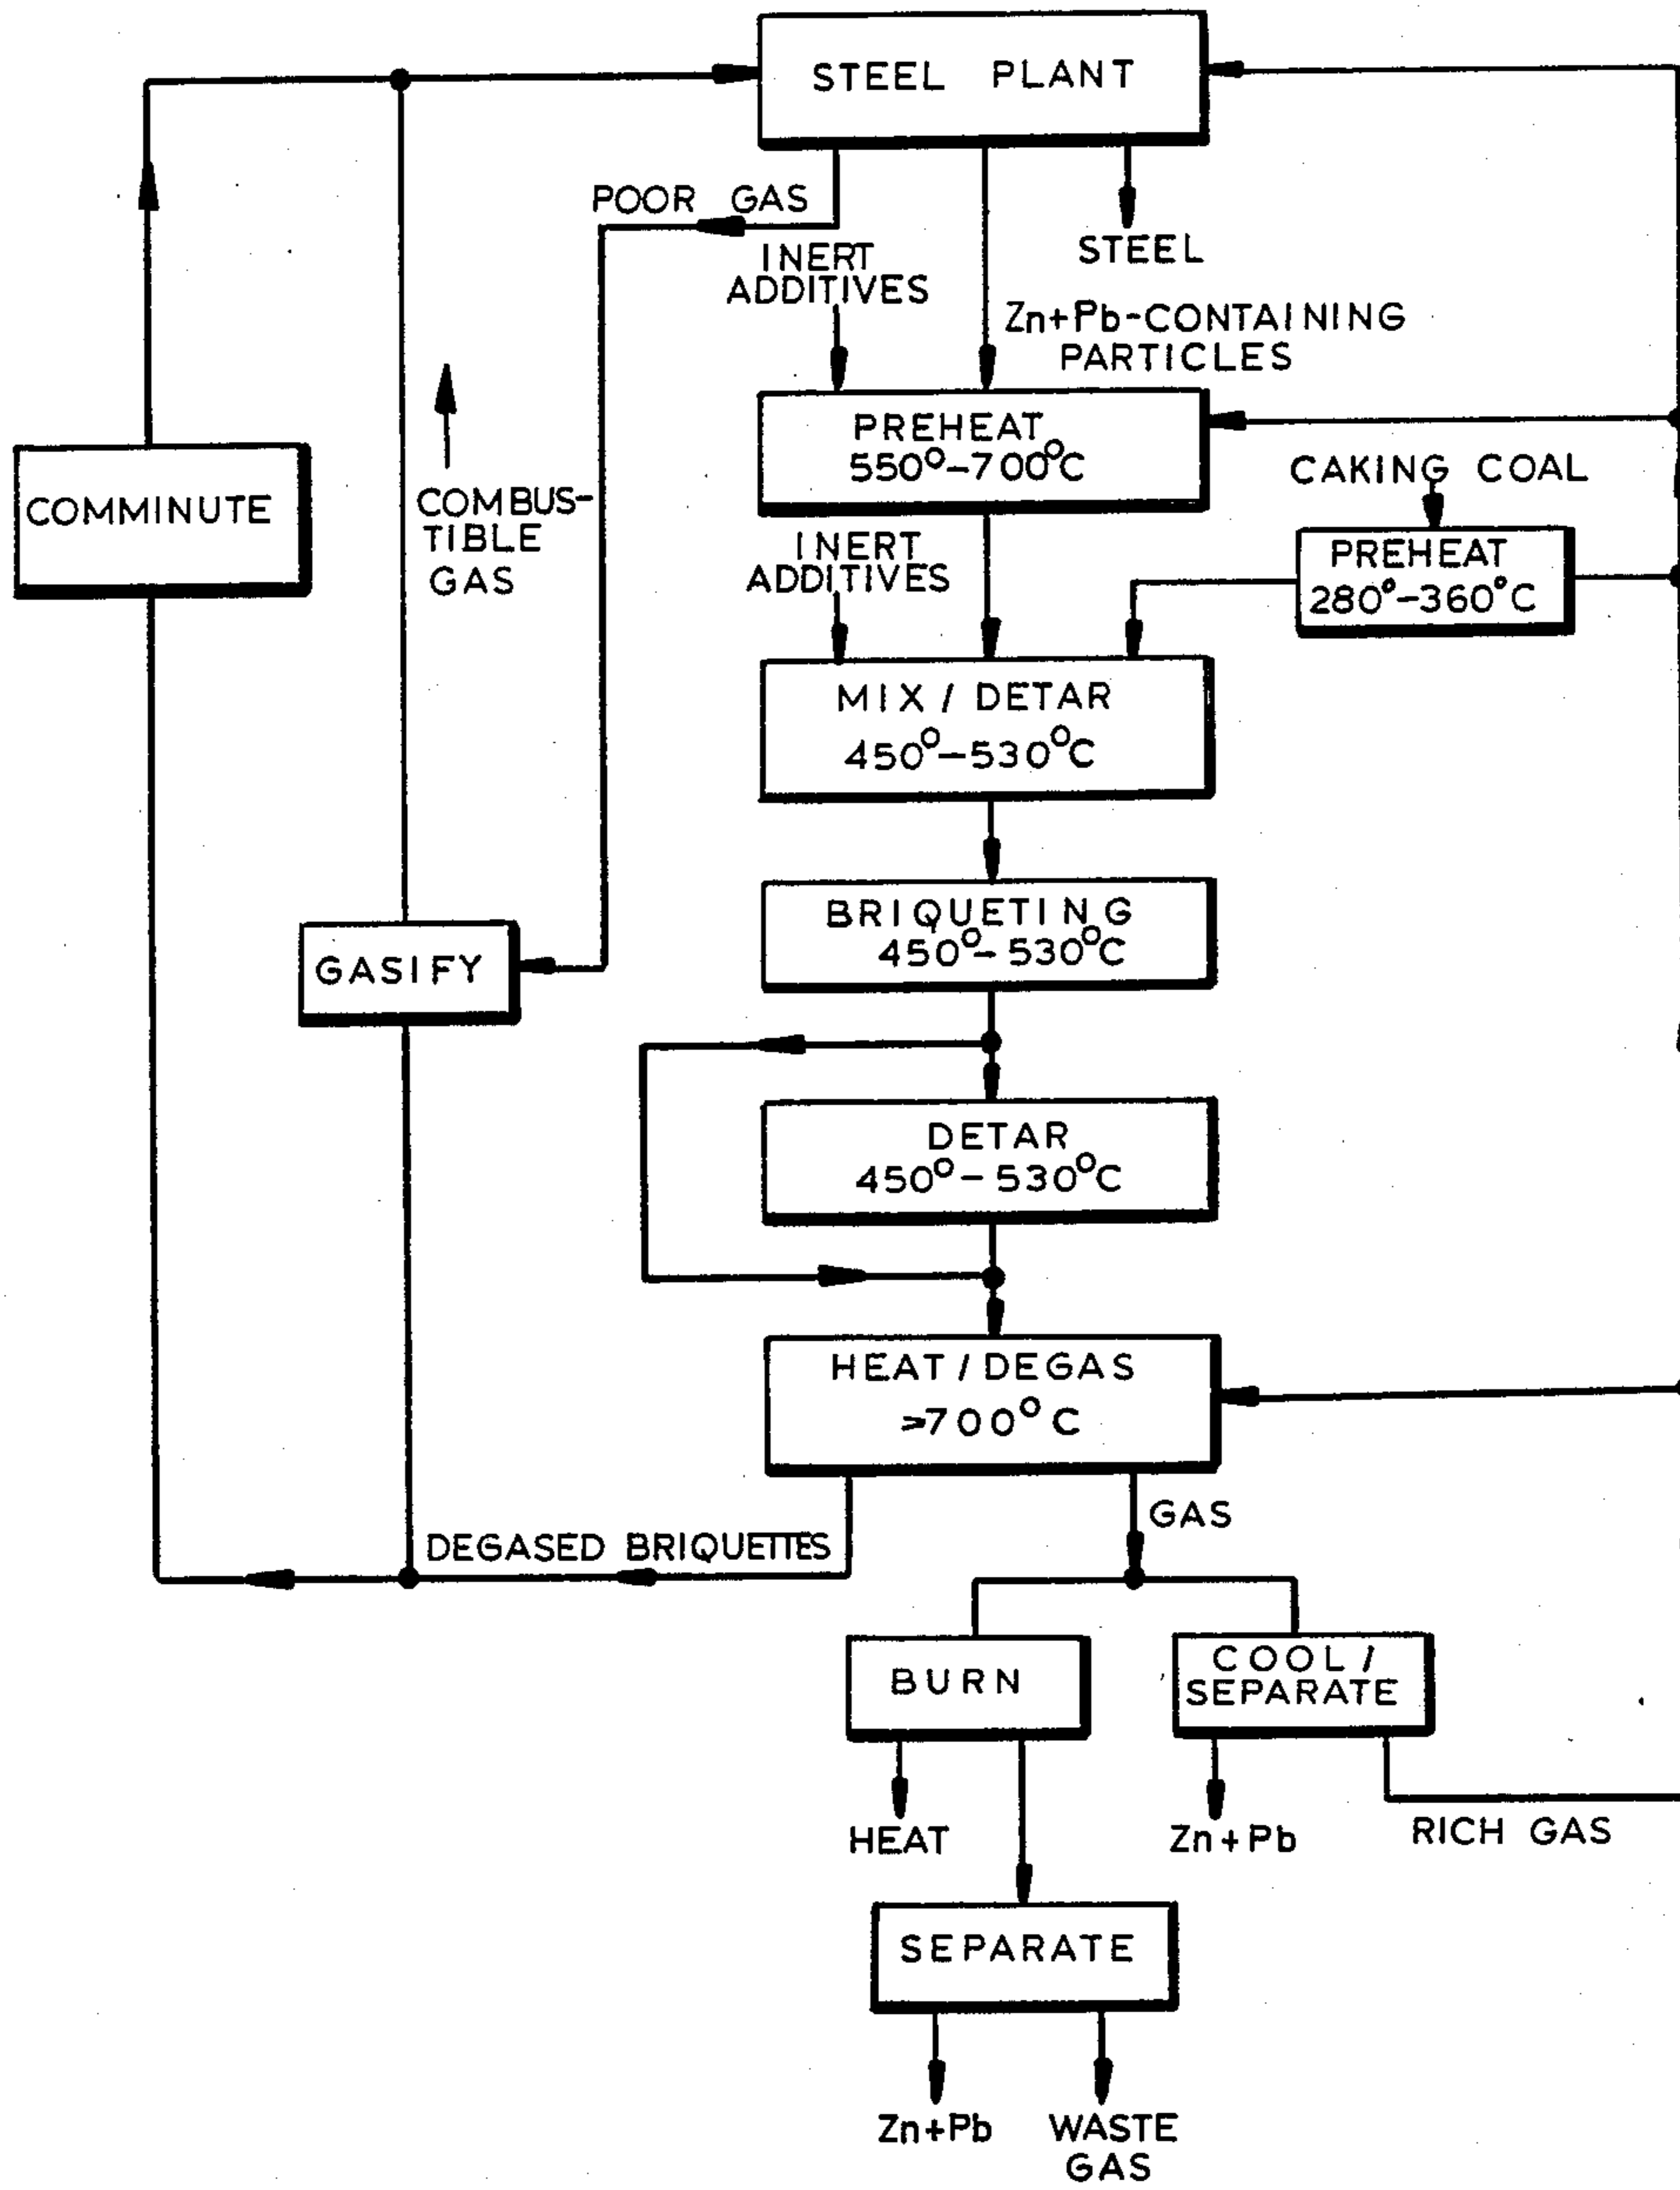 STEEL PLANT
POOR GAS
INERT
ADDITIVES
STEEL
Zn+Pb-CONTAINING
PARTICLES
PREHEAT
550°-700°C
CAKING COAL
COMMINUTE
COMBUS-
TIBLE
GAS
INERT
ADDITIVES
PREHEAT
280°-360°C
MIX / DETAR
450°-530°C
BRIQUETING
450°-530°C
GASIFY
DETAR
450°-530°C
HEAT / DEGAS
≥700°C
GAS
DEGASED BRIQUETTES
BURN
COOL /
SEPARATE
HEAT
Zn+Pb
RICH GAS
SEPARATE
Zn+Pb
WASTE
GAS